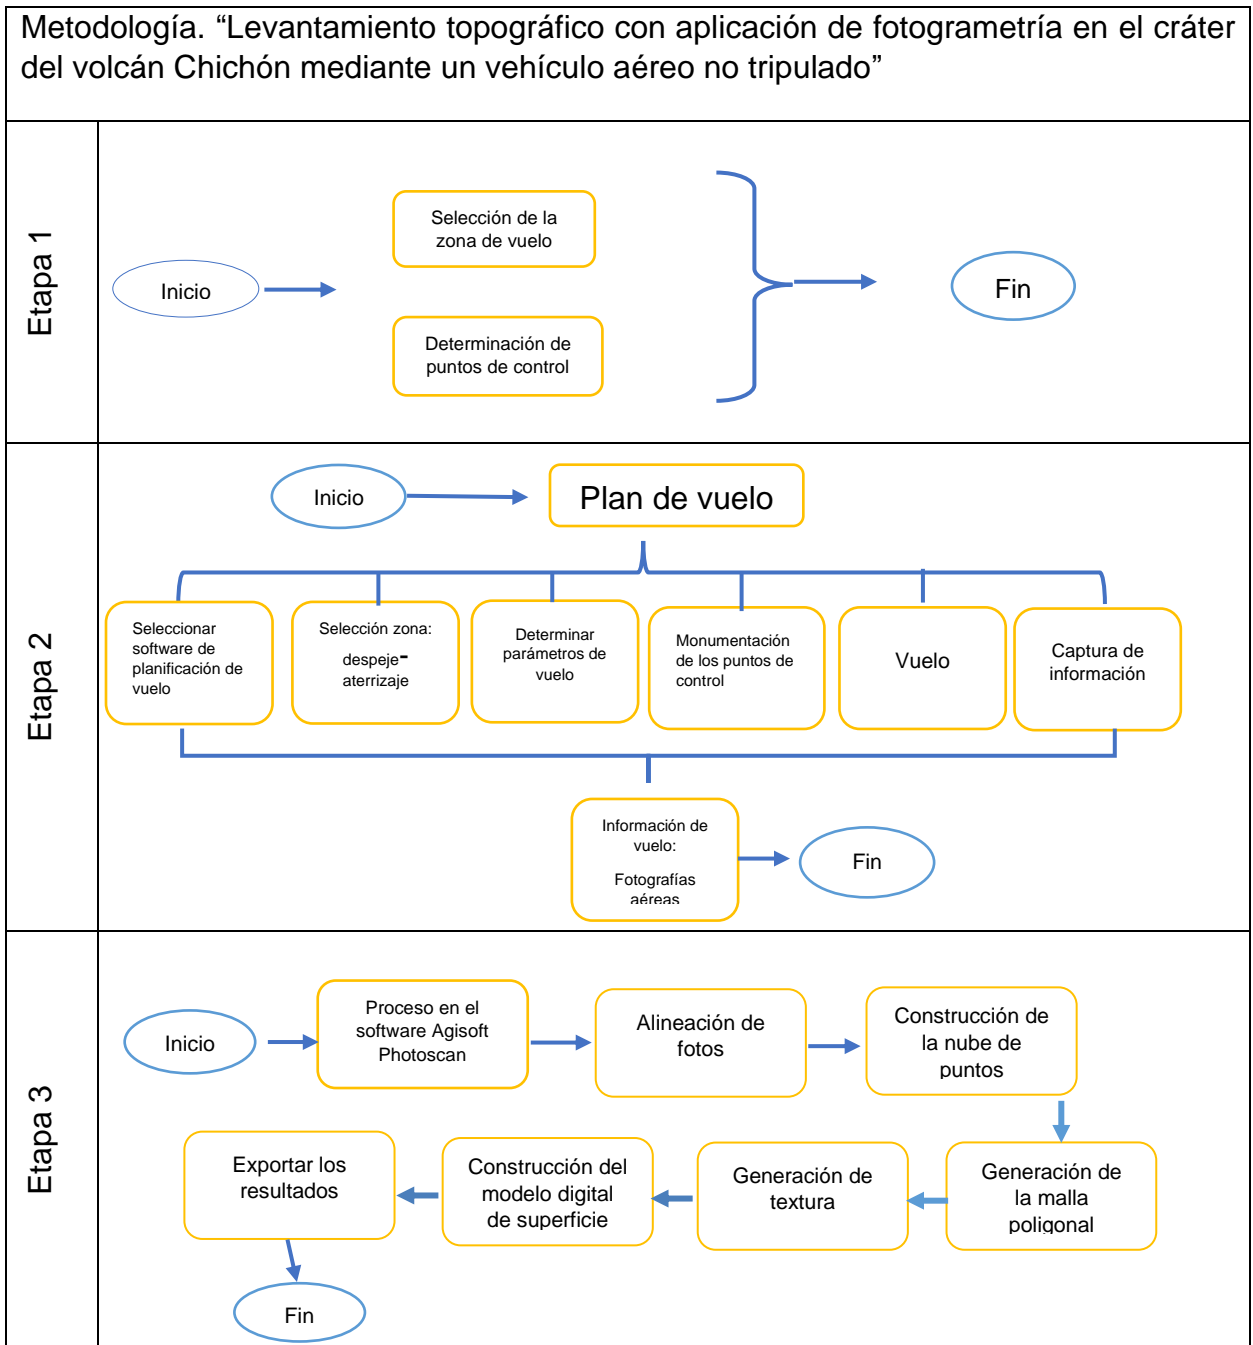 Metodología. “Levantamiento topográfico con aplicación de fotogrametría en el cráter
del volcán Chichón mediante un vehículo aéreo no tripulado”
Etapa 1
Inicio
Selección de la
zona de vuelo
Determinación de
puntos de control
Fin
Etapa 2
Inicio
Plan de vuelo
Seleccionar
software de
planificación de
vuelo
Selección zona:
despeje-
aterrizaje
Determinar
parámetros de
vuelo
Monumentación
de los puntos de
control
Vuelo
Captura de
información
Información de
vuelo:
Fotografías
aéreas
Fin
Etapa 3
Inicio
Proceso en el
software Agisoft
Photoscan
Alineación de
fotos
Construcción de
la nube de
puntos
Generación de
la malla
poligonal
Generación de
textura
Construcción del
modelo digital
de superficie
Exportar los
resultados
Fin